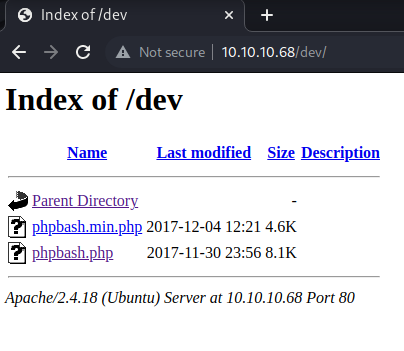 Index of /dev
Not secure | 10.10.10.68/dev/
Index of /dev
Name Last modified Size Description
Parent Directory -
phpbash.min.php 2017-12-04 12:21 4.6K
phpbash.php 2017-11-30 23:56 8.1K
Apache/2.4.18 (Ubuntu) Server at 10.10.10.68 Port 80